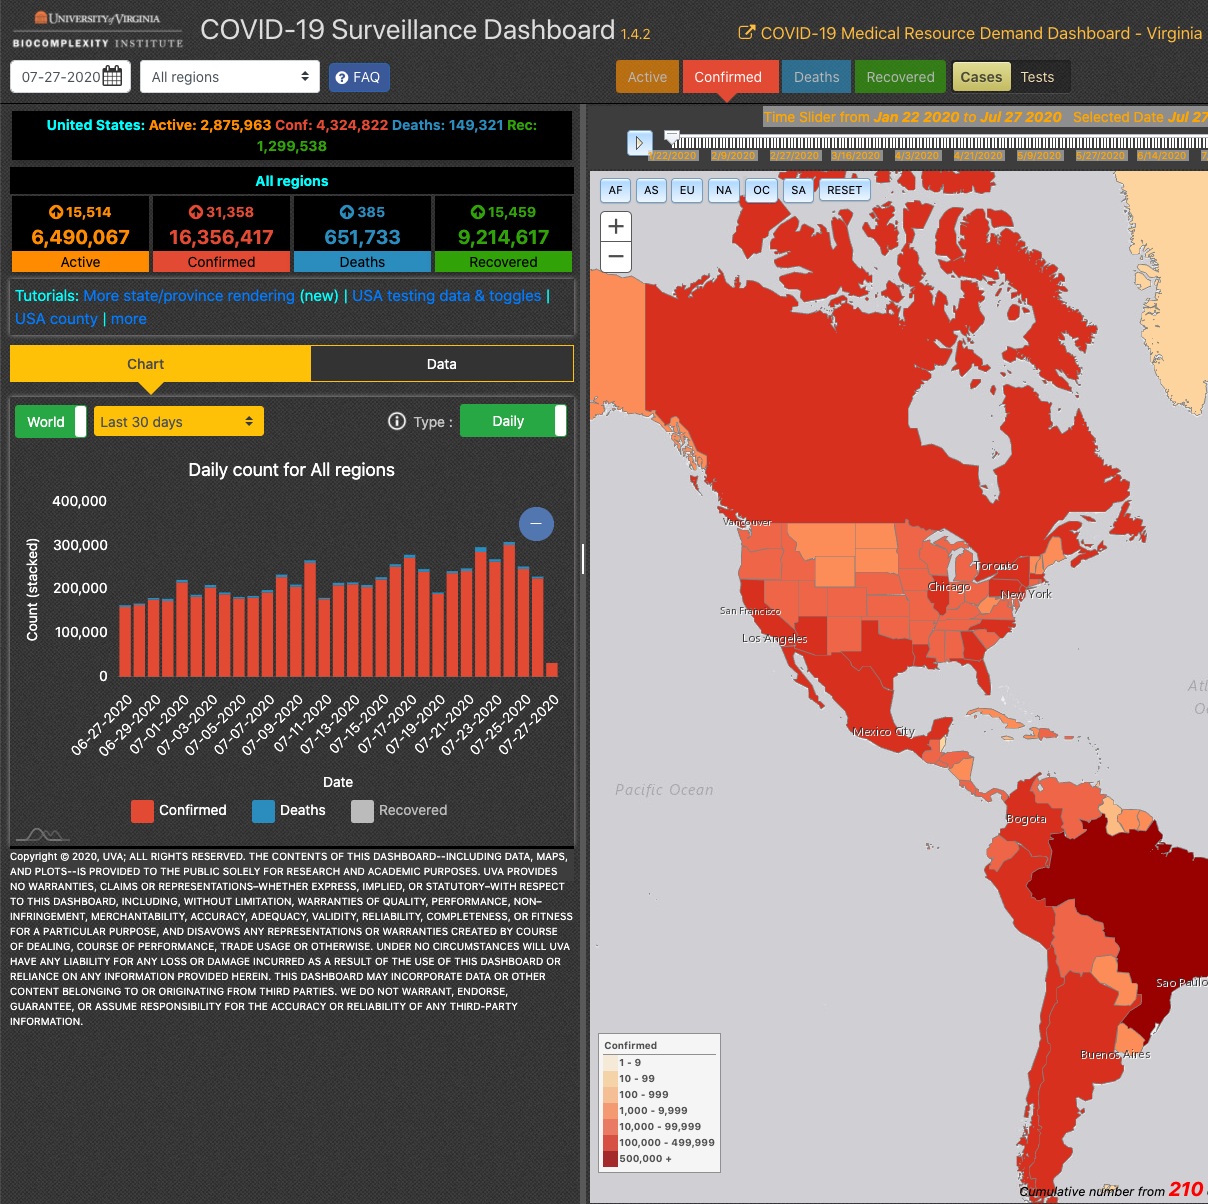 UNIVERSITY of VIRGINIA
BIOCOMPLEXITY INSTITUTE
COVID-19 Surveillance Dashboard 1.4.2
COVID-19 Medical Resource Demand Dashboard - Virginia
07-27-2020
All regions
FAQ
Active
Confirmed
Deaths
Recovered
Cases
Tests
United States: Active: 2,875,963 Conf: 4,324,822 Deaths: 149,321 Rec:
1,299,538
All regions
15,514
31,358
385
15,459
6,490,067
16,356,417
651,733
9,214,617
Active
Confirmed
Deaths
Recovered
Tutorials: More state/province rendering (new) | USA testing data & toggles |
USA county | more
Chart
Data
World
Last 30 days
Type :
Daily
Daily count for All regions
Count (stacked)
400,000
300,000
200,000
100,000
0
06-27-2020
06-29-2020
07-01-2020
07-03-2020
07-05-2020
07-07-2020
07-09-2020
07-11-2020
07-13-2020
07-15-2020
07-17-2020
07-19-2020
07-21-2020
07-23-2020
07-25-2020
07-27-2020
Date
Confirmed
Deaths
Recovered
Copyright © 2020, UVA; ALL RIGHTS RESERVED. THE CONTENTS OF THIS DASHBOARD--INCLUDING DATA, MAPS,
AND PLOTS--IS PROVIDED TO THE PUBLIC SOLELY FOR RESEARCH AND ACADEMIC PURPOSES. UVA PROVIDES
NO WARRANTIES, CLAIMS OR REPRESENTATIONS–WHETHER EXPRESS, IMPLIED, OR STATUTORY–WITH RESPECT
TO THIS DASHBOARD, INCLUDING, WITHOUT LIMITATION, WARRANTIES OF QUALITY, PERFORMANCE, NON–
INFRINGEMENT, MERCHANTABILITY, ACCURACY, ADEQUACY, VALIDITY, RELIABILITY, COMPLETENESS, OR FITNESS
FOR A PARTICULAR PURPOSE, AND DISAVOWS ANY REPRESENTATIONS OR WARRANTIES CREATED BY COURSE
OF DEALING, COURSE OF PERFORMANCE, TRADE USAGE OR OTHERWISE. UNDER NO CIRCUMSTANCES WILL UVA
HAVE ANY LIABILITY FOR ANY LOSS OR DAMAGE INCURRED AS A RESULT OF THE USE OF THIS DASHBOARD OR
RELIANCE ON ANY INFORMATION PROVIDED HEREIN. THIS DASHBOARD MAY INCORPORATE DATA OR OTHER
CONTENT BELONGING TO OR ORIGINATING FROM THIRD PARTIES. WE DO NOT WARRANT, ENDORSE,
GUARANTEE, OR ASSUME RESPONSIBILITY FOR THE ACCURACY OR RELIABILITY OF ANY THIRD-PARTY
INFORMATION.
Time Slider from Jan 22 2020 to Jul 27 2020 Selected Date Jul 27
1/22/2020
2/9/2020
2/27/2020
3/16/2020
4/3/2020
4/21/2020
5/9/2020
5/27/2020
6/14/2020
AF
AS
EU
NA
OC
SA
RESET
+
−
Vancouver
Toronto
Chicago
New York
San Francisco
Los Angeles
Atl
Oc
Mexico City
Pacific Ocean
Bogota
Sao Paulo
Buenos Aires
Confirmed
1 - 9
10 - 99
100 - 999
1,000 - 9,999
10,000 - 99,999
100,000 - 499,999
500,000 +
Cumulative number from 210